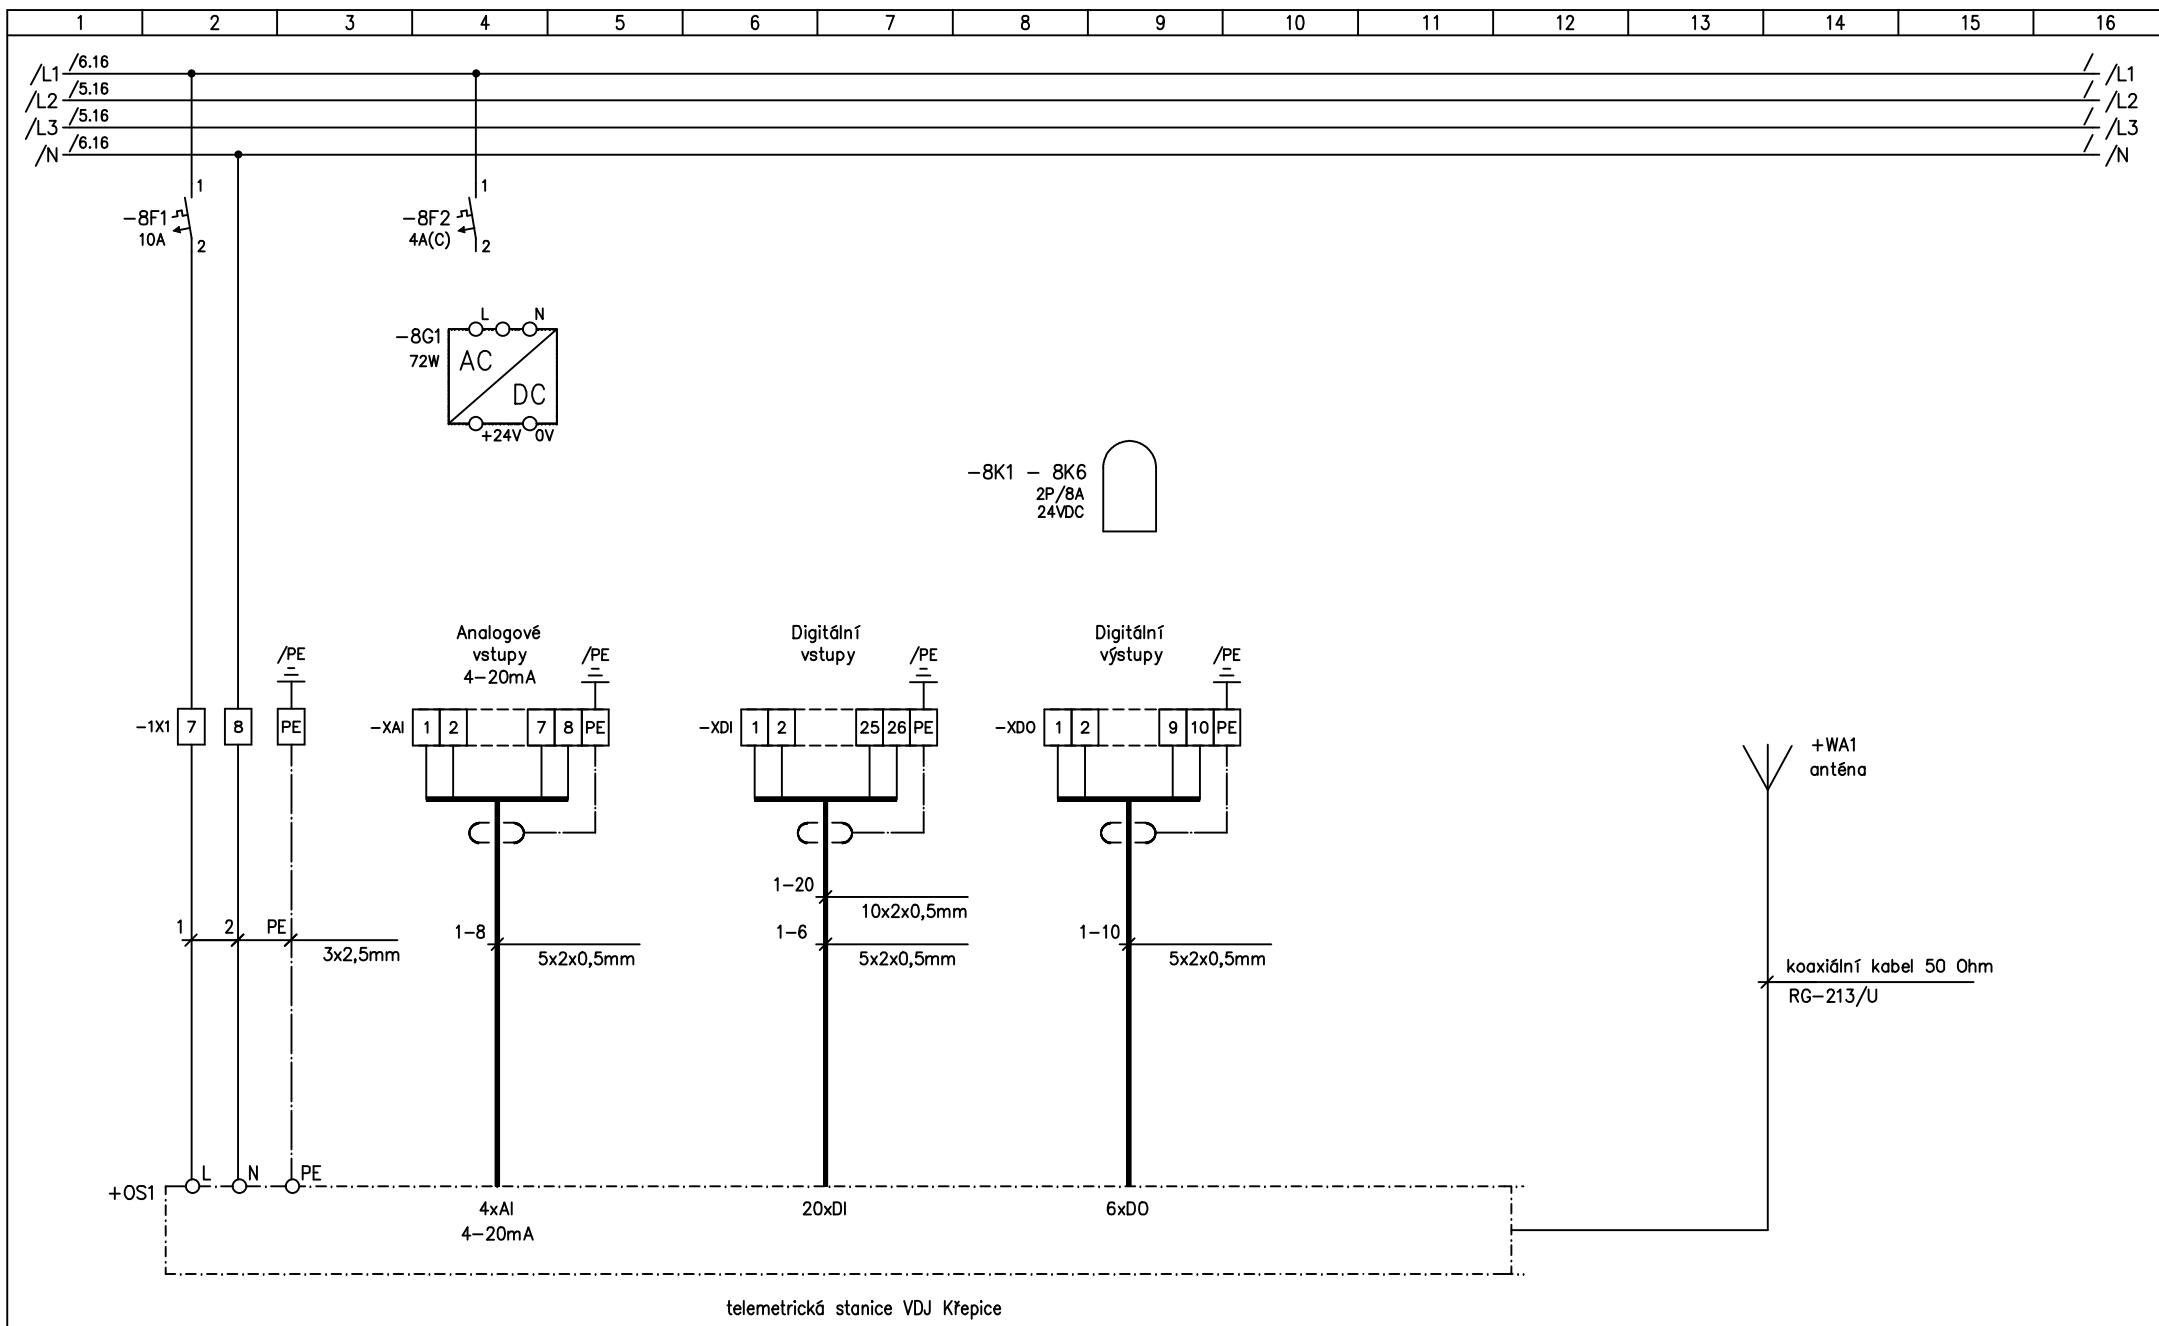 1 2 3 4 5 6 7 8 9 10 11 12 13 14 15 16
/L1 /6.16 / /L1
/L2 /5.16 / /L2
/L3 /5.16 / /L3
/N /6.16 / /N
1 1
-8F1 -8F2
10A 4A(C)
2 2
L N
-8G1
72W AC
DC
+24V 0V
-8K1 - 8K6
2P/8A
24VDC
Analogové Digitální Digitální
vstupy vstupy výstupy
/PE /PE /PE /PE
4-20mA
-1X1 7 8 PE -XAI 1 2 7 8 PE -XDI 1 2 25 26 PE -XDO 1 2 9 10 PE
+WA1
anténa
1-20
10x2x0,5mm
1 2 PE 1-8 1-6 1-10
3x2,5mm 5x2x0,5mm 5x2x0,5mm 5x2x0,5mm
koaxiální kabel 50 Ohm
RG-213/U
L N PE
+OS1
4xAI 20xDI 6xDO
4-20mA
telemetrická stanice VDJ Křepice